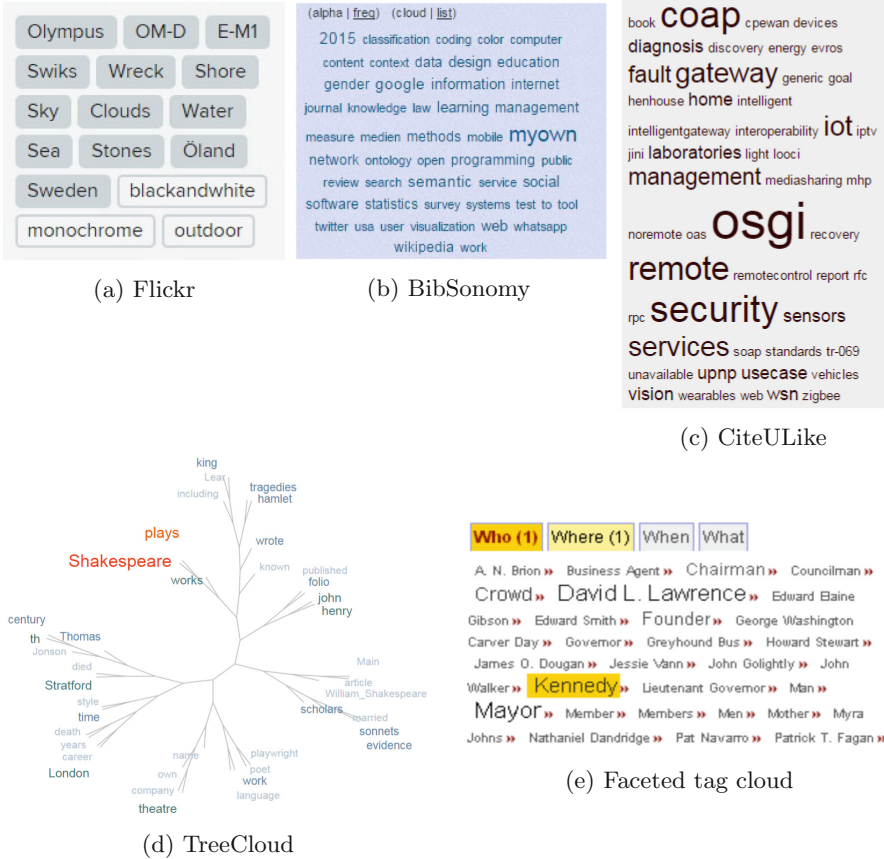 Olympus OM-D E-M1
Swiks Wreck Shore
Sky Clouds Water
Sea Stones Öland
Sweden blackandwhite
monochrome outdoor
(a) Flickr
(alpha | freq) (cloud | list)
2015 classification coding color computer
content context data design education
gender google information internet
journal knowledge law learning management
measure medien methods mobile myown
network ontology open programming public
review search semantic service social
software statistics survey systems test to tool
twitter usa user visualization web whatsapp
wikipedia work
(b) BibSonomy
book coap cpewan devices
diagnosis discovery energy evros
fault gateway generic goal
henhouse home intelligent
intelligentgateway interoperability iot iptv
jini laboratories light looci
management mediasharing mhp
noremote oas osgi recovery
remote remotecontrol report rfc
rpc security sensors
services soap standards tr-069
unavailable upnp usecase vehicles
vision wearables web wsn zigbee
(c) CiteULike
king
Lear
including
tragedies
hamlet
plays
wrote
Shakespeare
works
known
published
folio
john
henry
century
th
Thomas
Jonson
died
Stratford
style
time
death
years
career
London
name
own
company
theatre
playwright
poet
work
language
Main
article
William_Shakespeare
scholars
married
sonnets
evidence
(d) TreeCloud
Who (1) Where (1) When What
A. N. Brion » Business Agent » Chairman » Councilman »
Crowd » David L. Lawrence » Edward Elaine
Gibson » Edward Smith » Founder » George Washington
Carver Day » Governor » Greyhound Bus » Howard Stewart »
James O. Dougan » Jessie Vann » John Golightly » John
Walker » Kennedy » Lieutenant Governor » Man »
Mayor » Member » Members » Men » Mother » Myra
Johns » Nathaniel Dandridge » Pat Navarro » Patrick T. Fagan »
(e) Faceted tag cloud